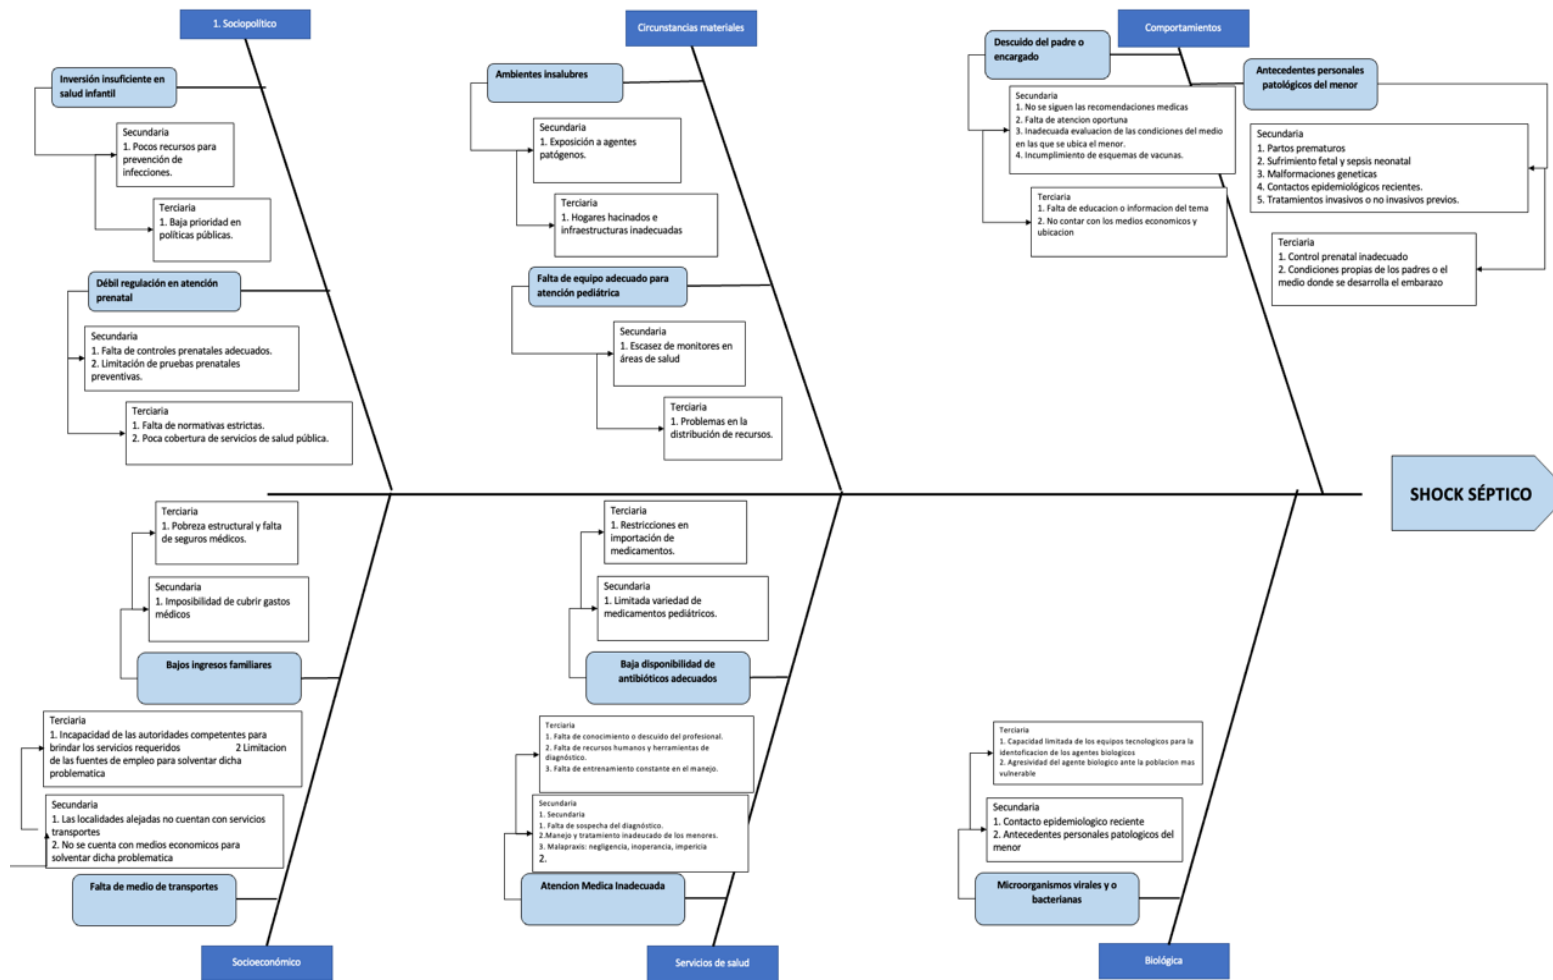 1. Sociopolítico
Inversión insuficiente en
salud infantil
Secundaria
1. Pocos recursos para
prevención de
infecciones.
Terciaria
1. Baja prioridad en
políticas públicas.
Débil regulación en atención
prenatal
Secundaria
1. Falta de controles prenatales adecuados.
2. Limitación de pruebas prenatales
preventivas.
Terciaria
1. Falta de normativas estrictas.
2. Poca cobertura de servicios de salud pública.
Circunstancias materiales
Ambientes insalubres
Secundaria
1. Exposición a agentes
patógenos.
Terciaria
1. Hogares hacinados e
infraestructuras inadecuadas
Falta de equipo adecuado para
atención pediátrica
Secundaria
1. Escasez de monitores en
áreas de salud
Terciaria
1. Problemas en la
distribución de recursos.
Comportamientos
Descuido del padre o
encargado
Secundaria
1. No se siguen las recomendaciones medicas
2. Falta de atencion oportuna
3. Inadecuada evaluacion de las condiciones del medio
en las que se ubica el menor.
4. Incumplimiento de esquemas de vacunas.
Terciaria
1. Falta de educacion o informacion del tema
2. No contar con los medios economicos y
ubicacion
Antecedentes personales
patológicos del menor
Secundaria
1. Partos prematuros
2. Sufrimiento fetal y sepsis neonatal
3. Malformaciones geneticas
4. Contactos epidemiológicos recientes.
5. Tratamientos invasivos o no invasivos previos.
Terciaria
1. Control prenatal inadecuado
2. Condiciones propias de los padres o el
medio donde se desarrolla el embarazo
SHOCK SÉPTICO
Terciaria
1. Pobreza estructural y falta
de seguros médicos.
Secundaria
1. Imposibilidad de cubrir gastos
médicos
Bajos ingresos familiares
Terciaria
1. Incapacidad de las autoridades competentes para
brindar los servicios requeridos 2 Limitacion
de las fuentes de empleo para solventar dicha
problematica
Secundaria
1. Las localidades alejadas no cuentan con servicios
transportes
2. No se cuenta con medios economicos para
solventar dicha problematica
Falta de medio de transportes
Socioeconómico
Terciaria
1. Restricciones en
importación de
medicamentos.
Secundaria
1. Limitada variedad de
medicamentos pediátricos.
Baja disponibilidad de
antibióticos adecuados
Terciaria
1. Falta de conocimiento o descuido del profesional.
2. Falta de recursos humanos y herramientas de
diagnóstico.
3. Falta de entrenamiento constante en el manejo.
Secundaria
1. Secundaria
1. Falta de sospecha del diagnóstico.
2.Manejo y tratamiento inadeucado de los menores.
3. Malapraxis: negligencia, inoperancia, impericia
2.
Atencion Medica Inadecuada
Servicios de salud
Terciaria
1. Capacidad limitada de los equipos tecnologicos para la
identoficacion de los agentes biologicos
2. Agresividad del agente biologico ante la poblacion mas
vulnerable
Secundaria
1. Contacto epidemiologico reciente
2. Antecedentes personales patologicos del
menor
Microorganismos virales y o
bacterianas
Biológica